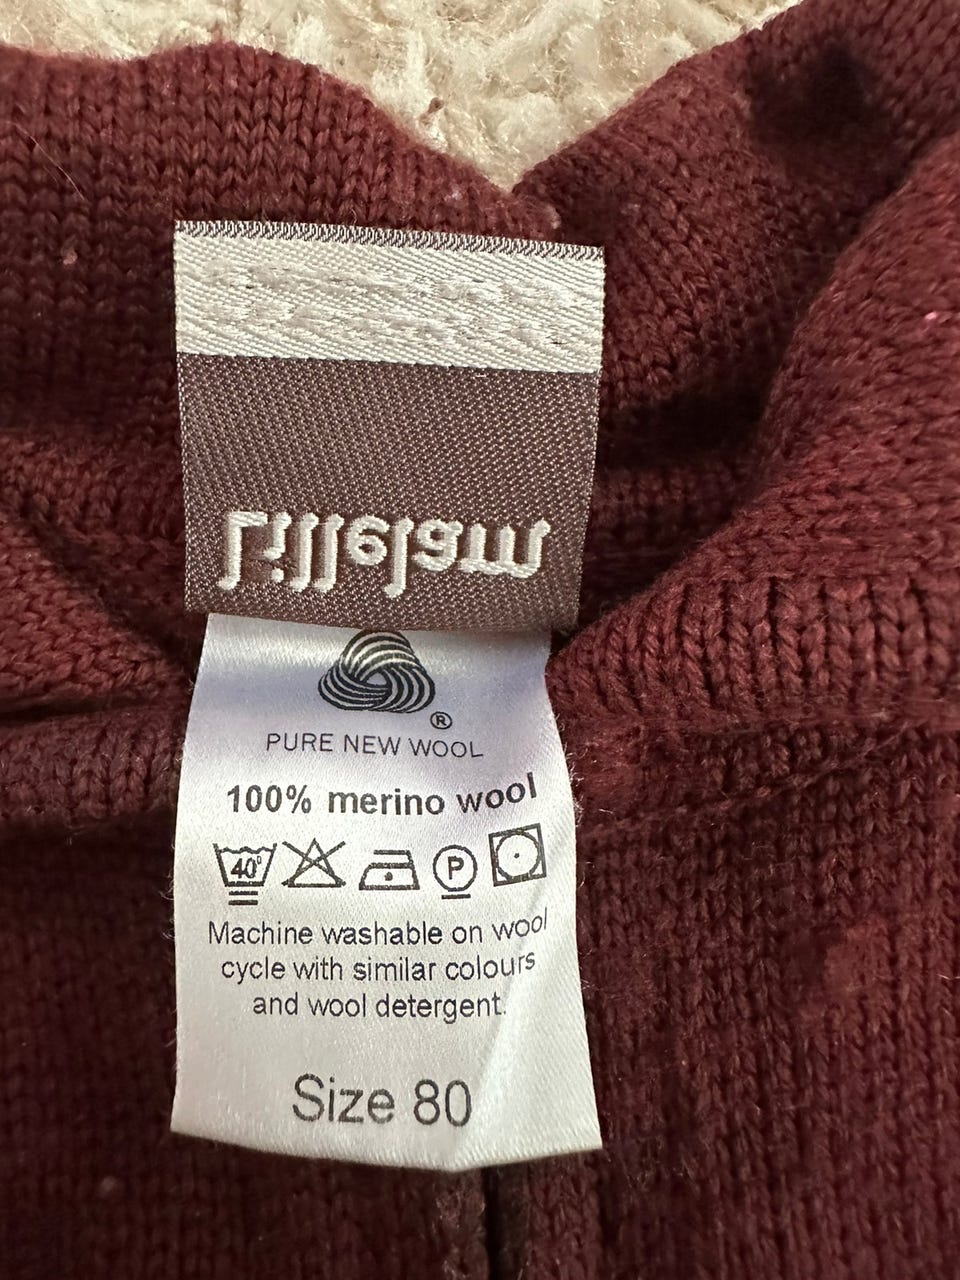 Lillelam
®
PURE NEW WOOL
100% merino wool
40° P
Machine washable on wool
cycle with similar colours
and wool detergent.
Size 80